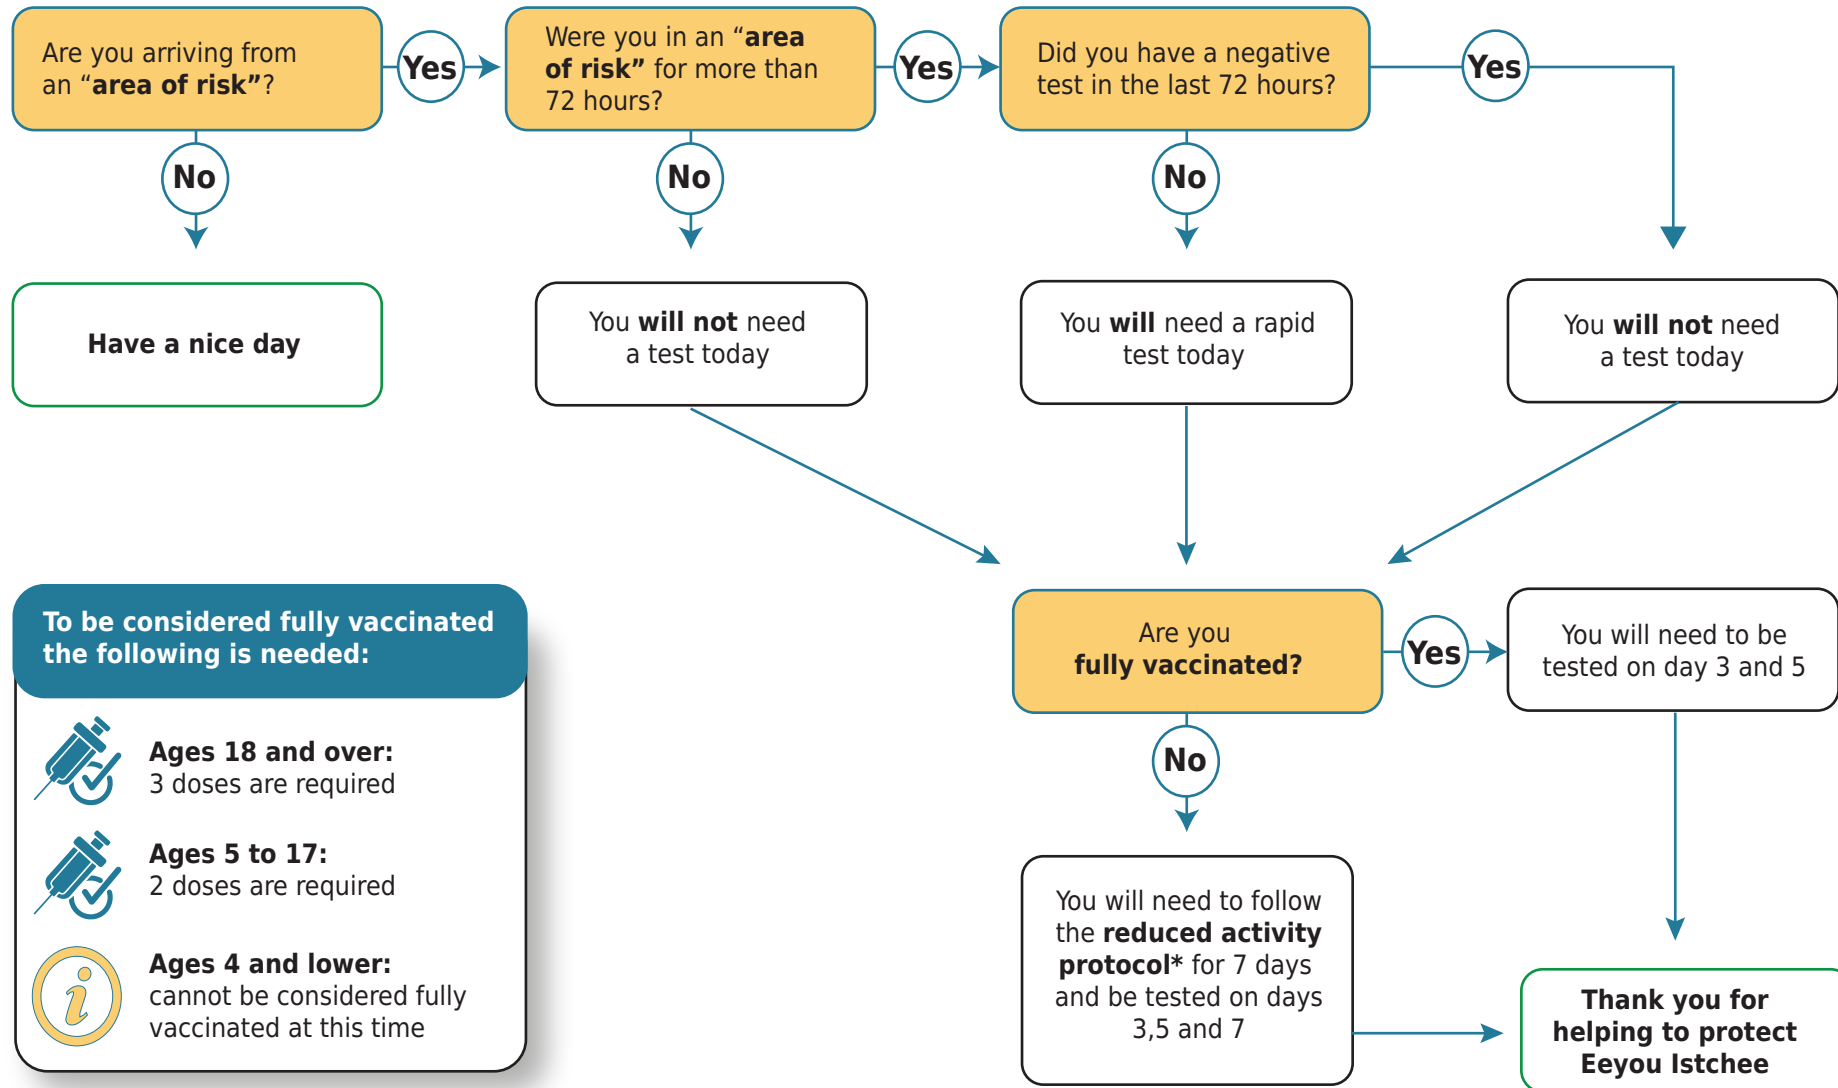 Are you arriving from
an “area of risk”?
Yes
Were you in an “area
of risk” for more than
72 hours?
Yes
Did you have a negative
test in the last 72 hours?
Yes
No
No
No
Have a nice day
You will not need
a test today
You will need a rapid
test today
You will not need
a test today
Are you
fully vaccinated?
Yes
You will need to be
tested on day 3 and 5
No
You will need to follow
the reduced activity
protocol* for 7 days
and be tested on days
3,5 and 7
Thank you for
helping to protect
Eeyou Istchee
To be considered fully vaccinated
the following is needed:
Ages 18 and over:
3 doses are required
Ages 5 to 17:
2 doses are required
i
Ages 4 and lower:
cannot be considered fully
vaccinated at this time